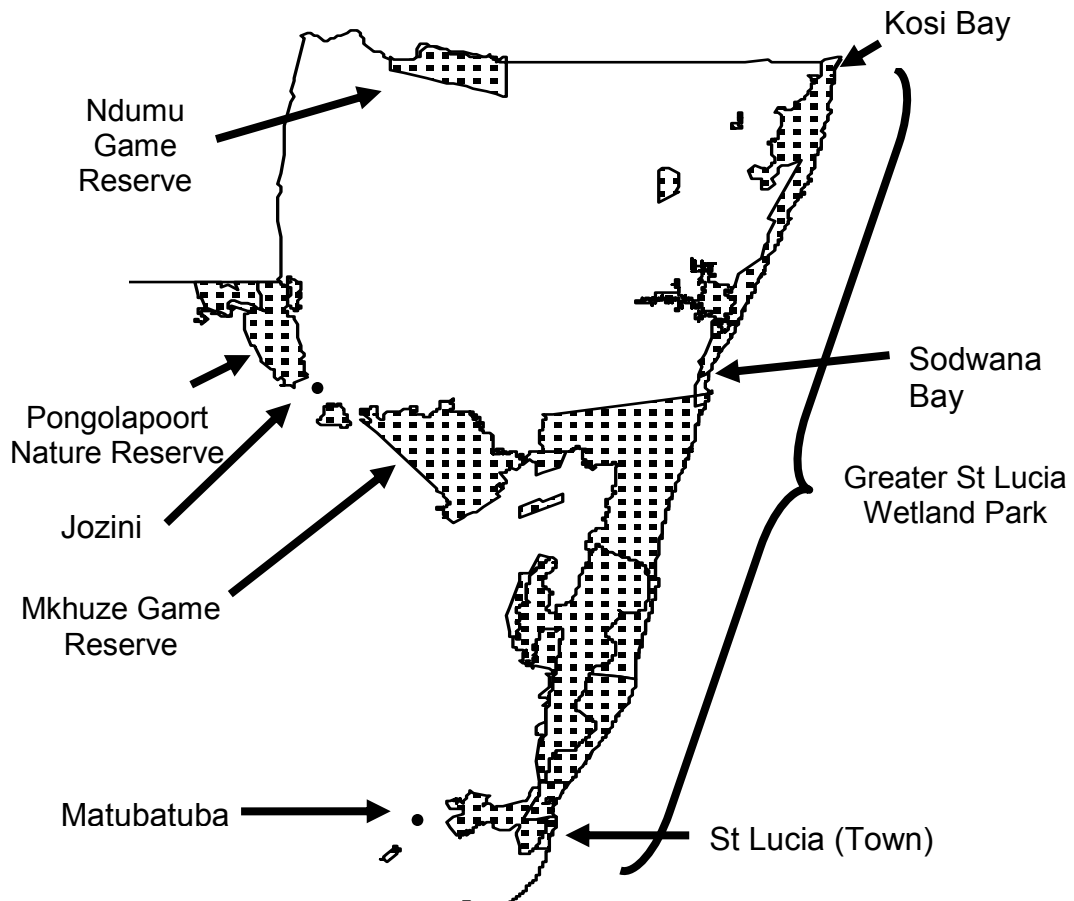 Kosi Bay
Ndumu
Game
Reserve
Sodwana
Bay
Pongolapoort
Nature Reserve
Greater St Lucia
Wetland Park
Jozini
Mkhuze Game
Reserve
Matubatuba
St Lucia (Town)